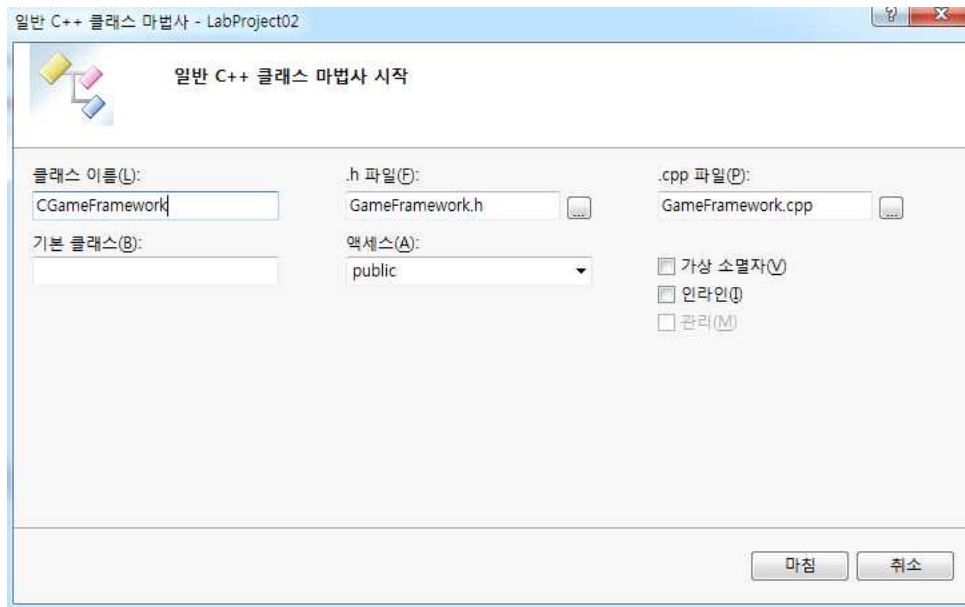 일반 C++ 클래스 마법사 - LabProject02
일반 C++ 클래스 마법사 시작
클래스 이름(L):
.h 파일(F):
.cpp 파일(P):
CGameFramework
GameFramework.h
...
GameFramework.cpp
...
기본 클래스(B):
액세스(A):
public
가상 소멸자(V)
인라인(I)
관리(M)
마침
취소